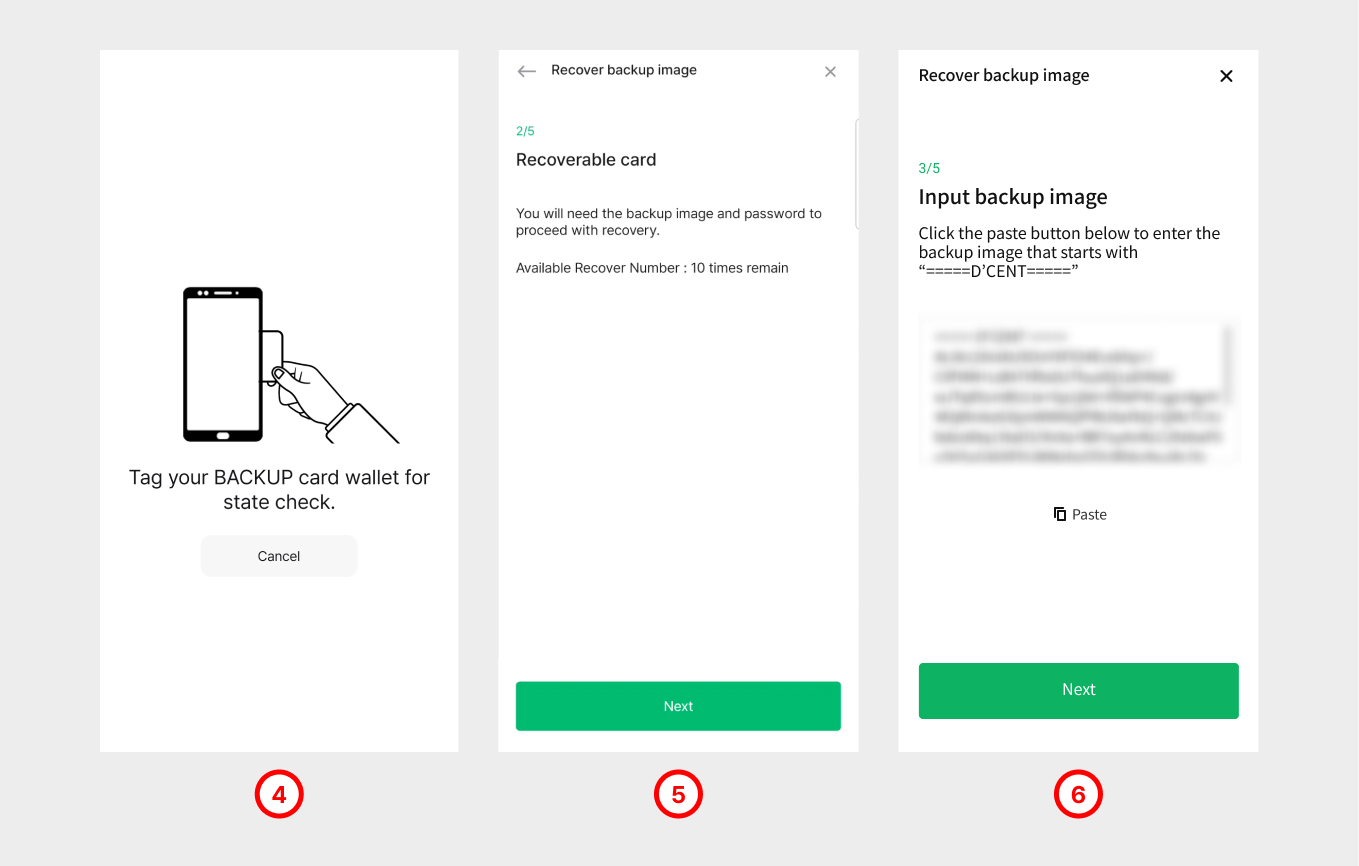 Tag your BACKUP card wallet for
state check.
Cancel
4
Recover backup image
2/5
Recoverable card
You will need the backup image and password to
proceed with recovery.
Available Recover Number : 10 times remain
Next
5
Recover backup image
3/5
Input backup image
Click the paste button below to enter the
backup image that starts with
“=====D’CENT=====”
Paste
Next
6